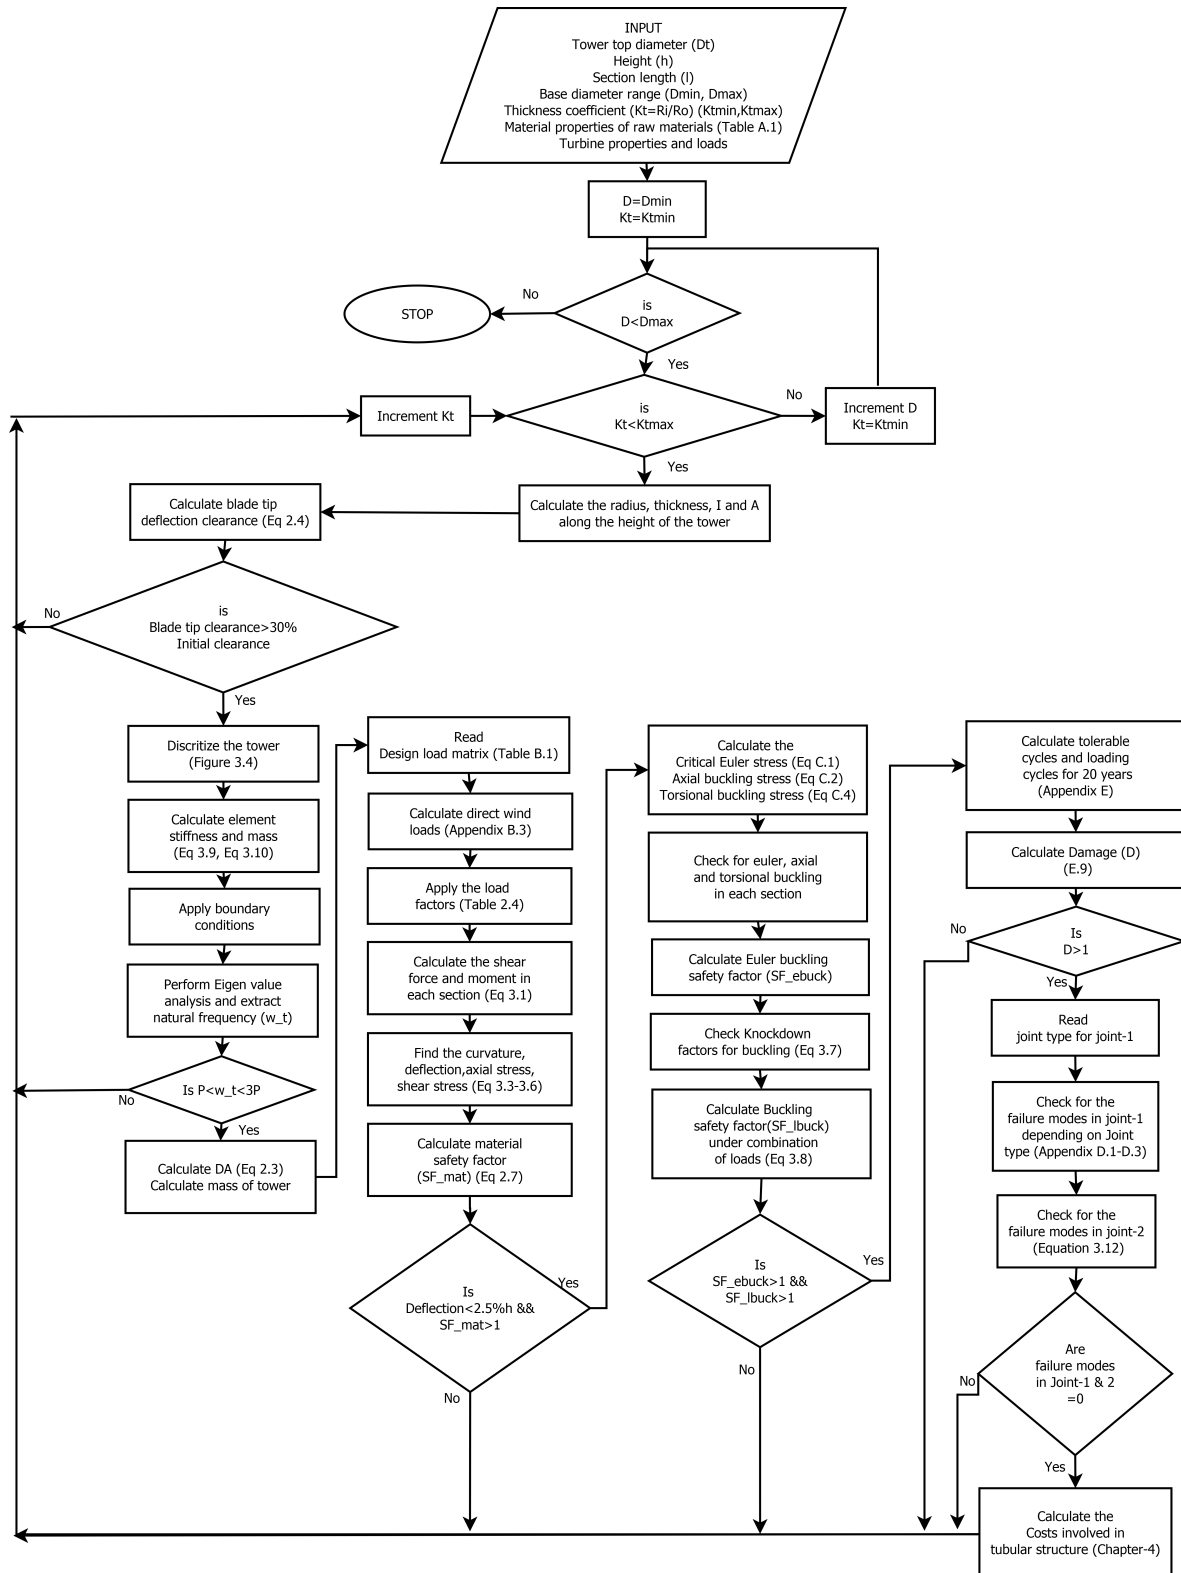 INPUT
Tower top diameter (Dt)
Height (h)
Section length (l)
Base diameter range (Dmin, Dmax)
Thickness coefficient (Kt=Ri/Ro) (Ktmin,Ktmax)
Material properties of raw materials (Table A.1)
Turbine properties and loads
D=Dmin
Kt=Ktmin
is
D<Dmax
No
STOP
Yes
is
Kt<Ktmax
No
Increment D
Kt=Ktmin
Increment Kt
Yes
Calculate the radius, thickness, I and A
along the height of the tower
Calculate blade tip
deflection clearance (Eq 2.4)
is
Blade tip clearance>30%
Initial clearance
No
Yes
Discritize the tower
(Figure 3.4)
Calculate element
stiffness and mass
(Eq 3.9, Eq 3.10)
Apply boundary
conditions
Perform Eigen value
analysis and extract
natural frequency (w_t)
Is P<w_t<3P
No
Yes
Calculate DA (Eq 2.3)
Calculate mass of tower
Read
Design load matrix (Table B.1)
Calculate direct wind
loads (Appendix B.3)
Apply the load
factors (Table 2.4)
Calculate the shear
force and moment in
each section (Eq 3.1)
Find the curvature,
deflection,axial stress,
shear stress (Eq 3.3-3.6)
Calculate material
safety factor
(SF_mat) (Eq 2.7)
Is
Deflection<2.5%h &&
SF_mat>1
Yes
No
Calculate the
Critical Euler stress (Eq C.1)
Axial buckling stress (Eq C.2)
Torsional buckling stress (Eq C.4)
Check for euler, axial
and torsional buckling
in each section
Calculate Euler buckling
safety factor (SF_ebuck)
Check Knockdown
factors for buckling (Eq 3.7)
Calculate Buckling
safety factor(SF_lbuck)
under combination
of loads (Eq 3.8)
Is
SF_ebuck>1 &&
SF_lbuck>1
Yes
No
Calculate tolerable
cycles and loading
cycles for 20 years
(Appendix E)
Calculate Damage (D)
(E.9)
Is
D>1
No
Yes
Read
joint type for joint-1
Check for the
failure modes in joint-1
depending on Joint
type (Appendix D.1-D.3)
Check for the
failure modes in joint-2
(Equation 3.12)
Are
failure modes
in Joint-1 & 2
=0
No
Yes
Calculate the
Costs involved in
tubular structure (Chapter-4)